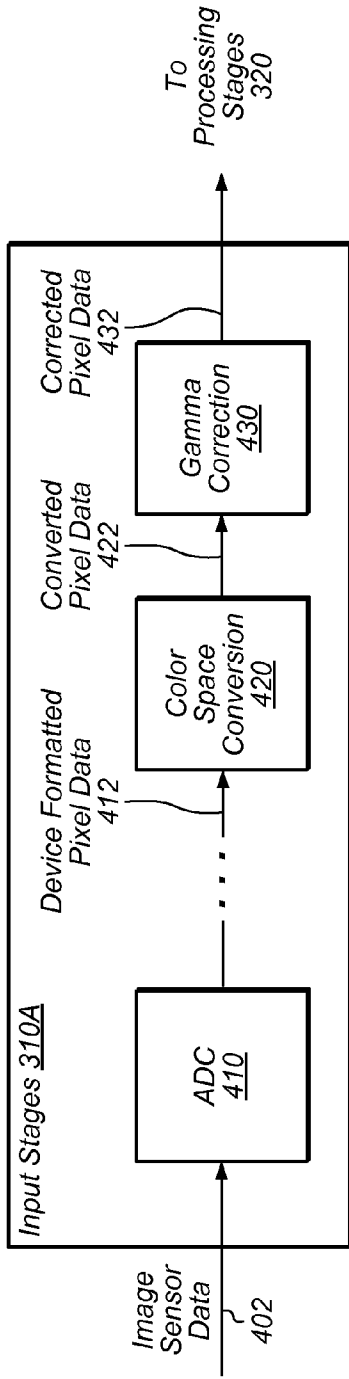 Input Stages 310A
Image
Sensor
Data
402
ADC
410
. . .
Device Formatted
Pixel Data
412
Color
Space
Conversion
420
Converted
Pixel Data
422
Gamma
Correction
430
Corrected
Pixel Data
432
To
Processing
Stages
320